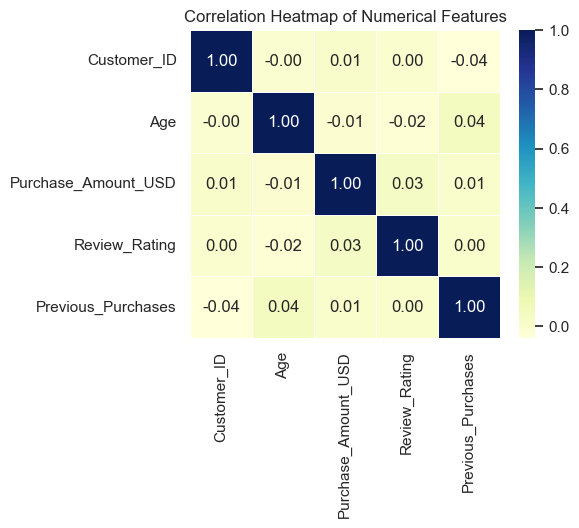 Correlation Heatmap of Numerical Features
Customer_ID 1.00 -0.00 0.01 0.00 -0.04
Age -0.00 1.00 -0.01 -0.02 0.04
Purchase_Amount_USD 0.01 -0.01 1.00 0.03 0.01
Review_Rating 0.00 -0.02 0.03 1.00 0.00
Previous_Purchases -0.04 0.04 0.01 0.00 1.00
Customer_ID
Age
Purchase_Amount_USD
Review_Rating
Previous_Purchases
1.0
0.8
0.6
0.4
0.2
0.0